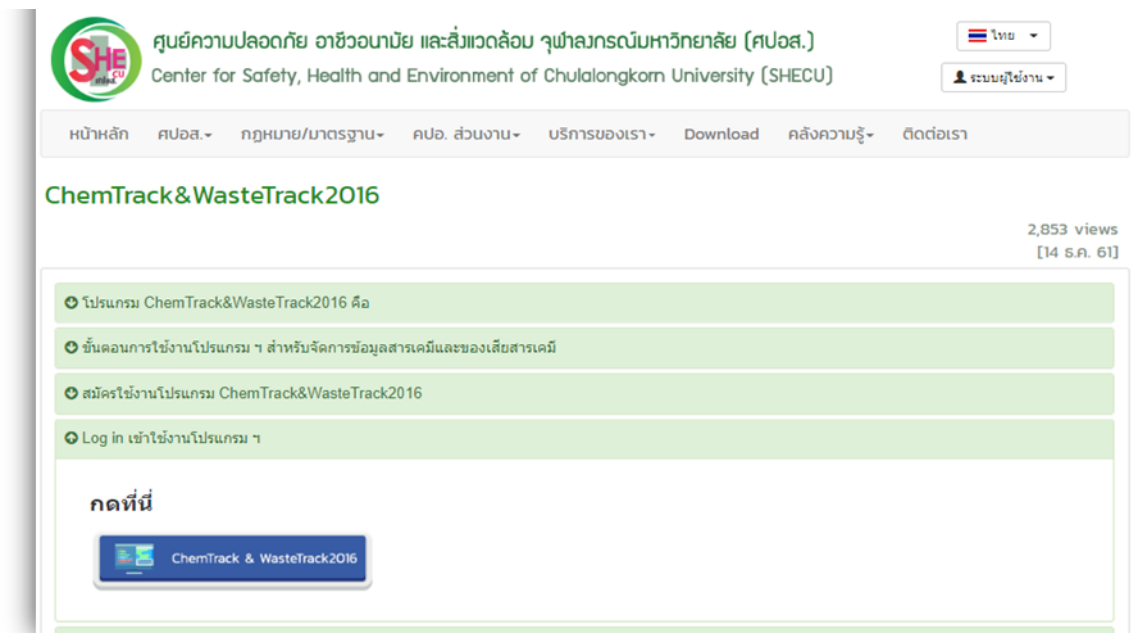 SHE
CU
ศปอส.
ศูนย์ความปลอดภัย อาชีวอนามัย และสิ่งแวดล้อม จุฬาลงกรณ์มหาวิทยาลัย (ศปอส.)
Center for Safety, Health and Environment of Chulalongkorn University (SHECU)
ไทย
ระบบผู้ใช้งาน
หน้าหลัก ศปอส. กฎหมาย/มาตรฐาน คปอ. ส่วนงาน บริการของเรา Download คลังความรู้ ติดต่อเรา
ChemTrack&WasteTrack2016
2,853 views
[14 ธ.ค. 61]
โปรแกรม ChemTrack&WasteTrack2016 คือ
ขั้นตอนการใช้งานโปรแกรม ฯ สำหรับจัดการข้อมูลสารเคมีและของเสียสารเคมี
สมัครใช้งานโปรแกรม ChemTrack&WasteTrack2016
Log in เข้าใช้งานโปรแกรม ฯ
กดที่นี่
ChemTrack & WasteTrack2016